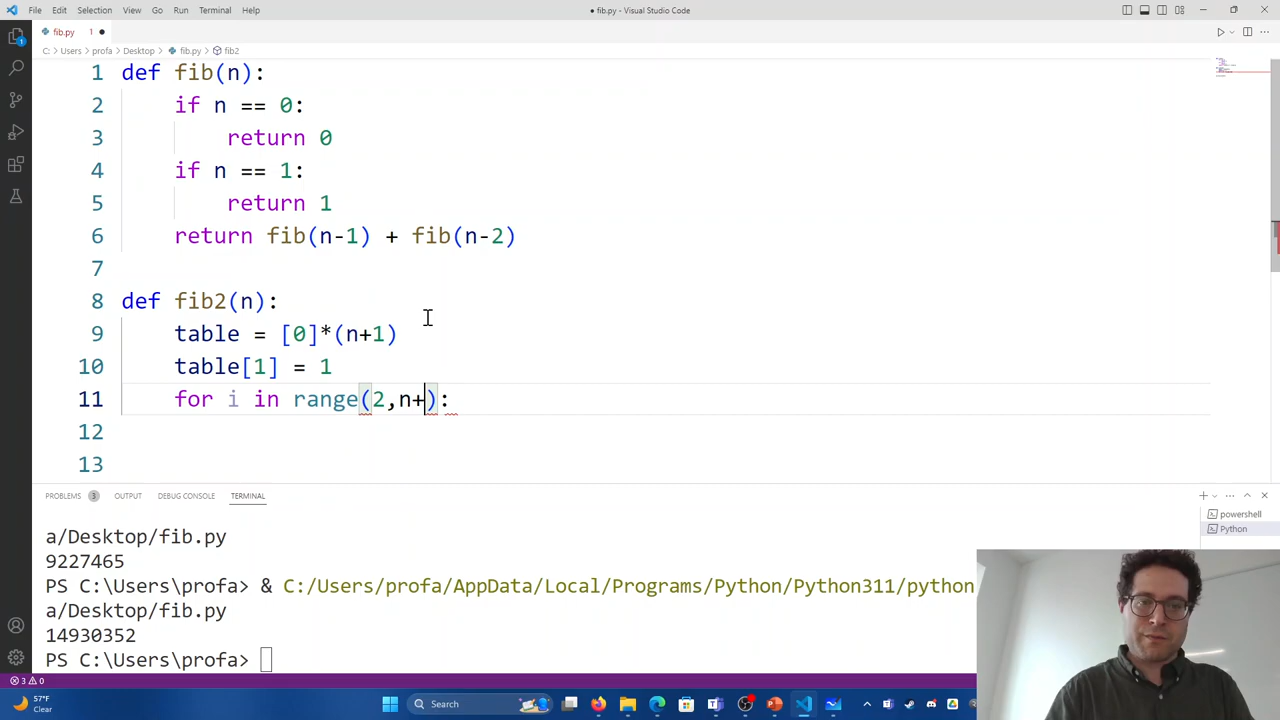 File Edit Selection View Go Run Terminal Help
● fib.py - Visual Studio Code
fib.py 1 ●
C: > Users > profa > Desktop > fib.py > fib2
1 def fib(n):
2 if n == 0:
3 return 0
4 if n == 1:
5 return 1
6 return fib(n-1) + fib(n-2)
7
8 def fib2(n):
9 table = [0]*(n+1)
10 table[1] = 1
11 for i in range(2,n+):
12
13
PROBLEMS 3 OUTPUT DEBUG CONSOLE TERMINAL
powershell
Python
a/Desktop/fib.py
9227465
PS C:\Users\profa> & C:/Users/profa/AppData/Local/Programs/Python/Python311/python
a/Desktop/fib.py
14930352
PS C:\Users\profa>
3 0
57°F
Clear
Search